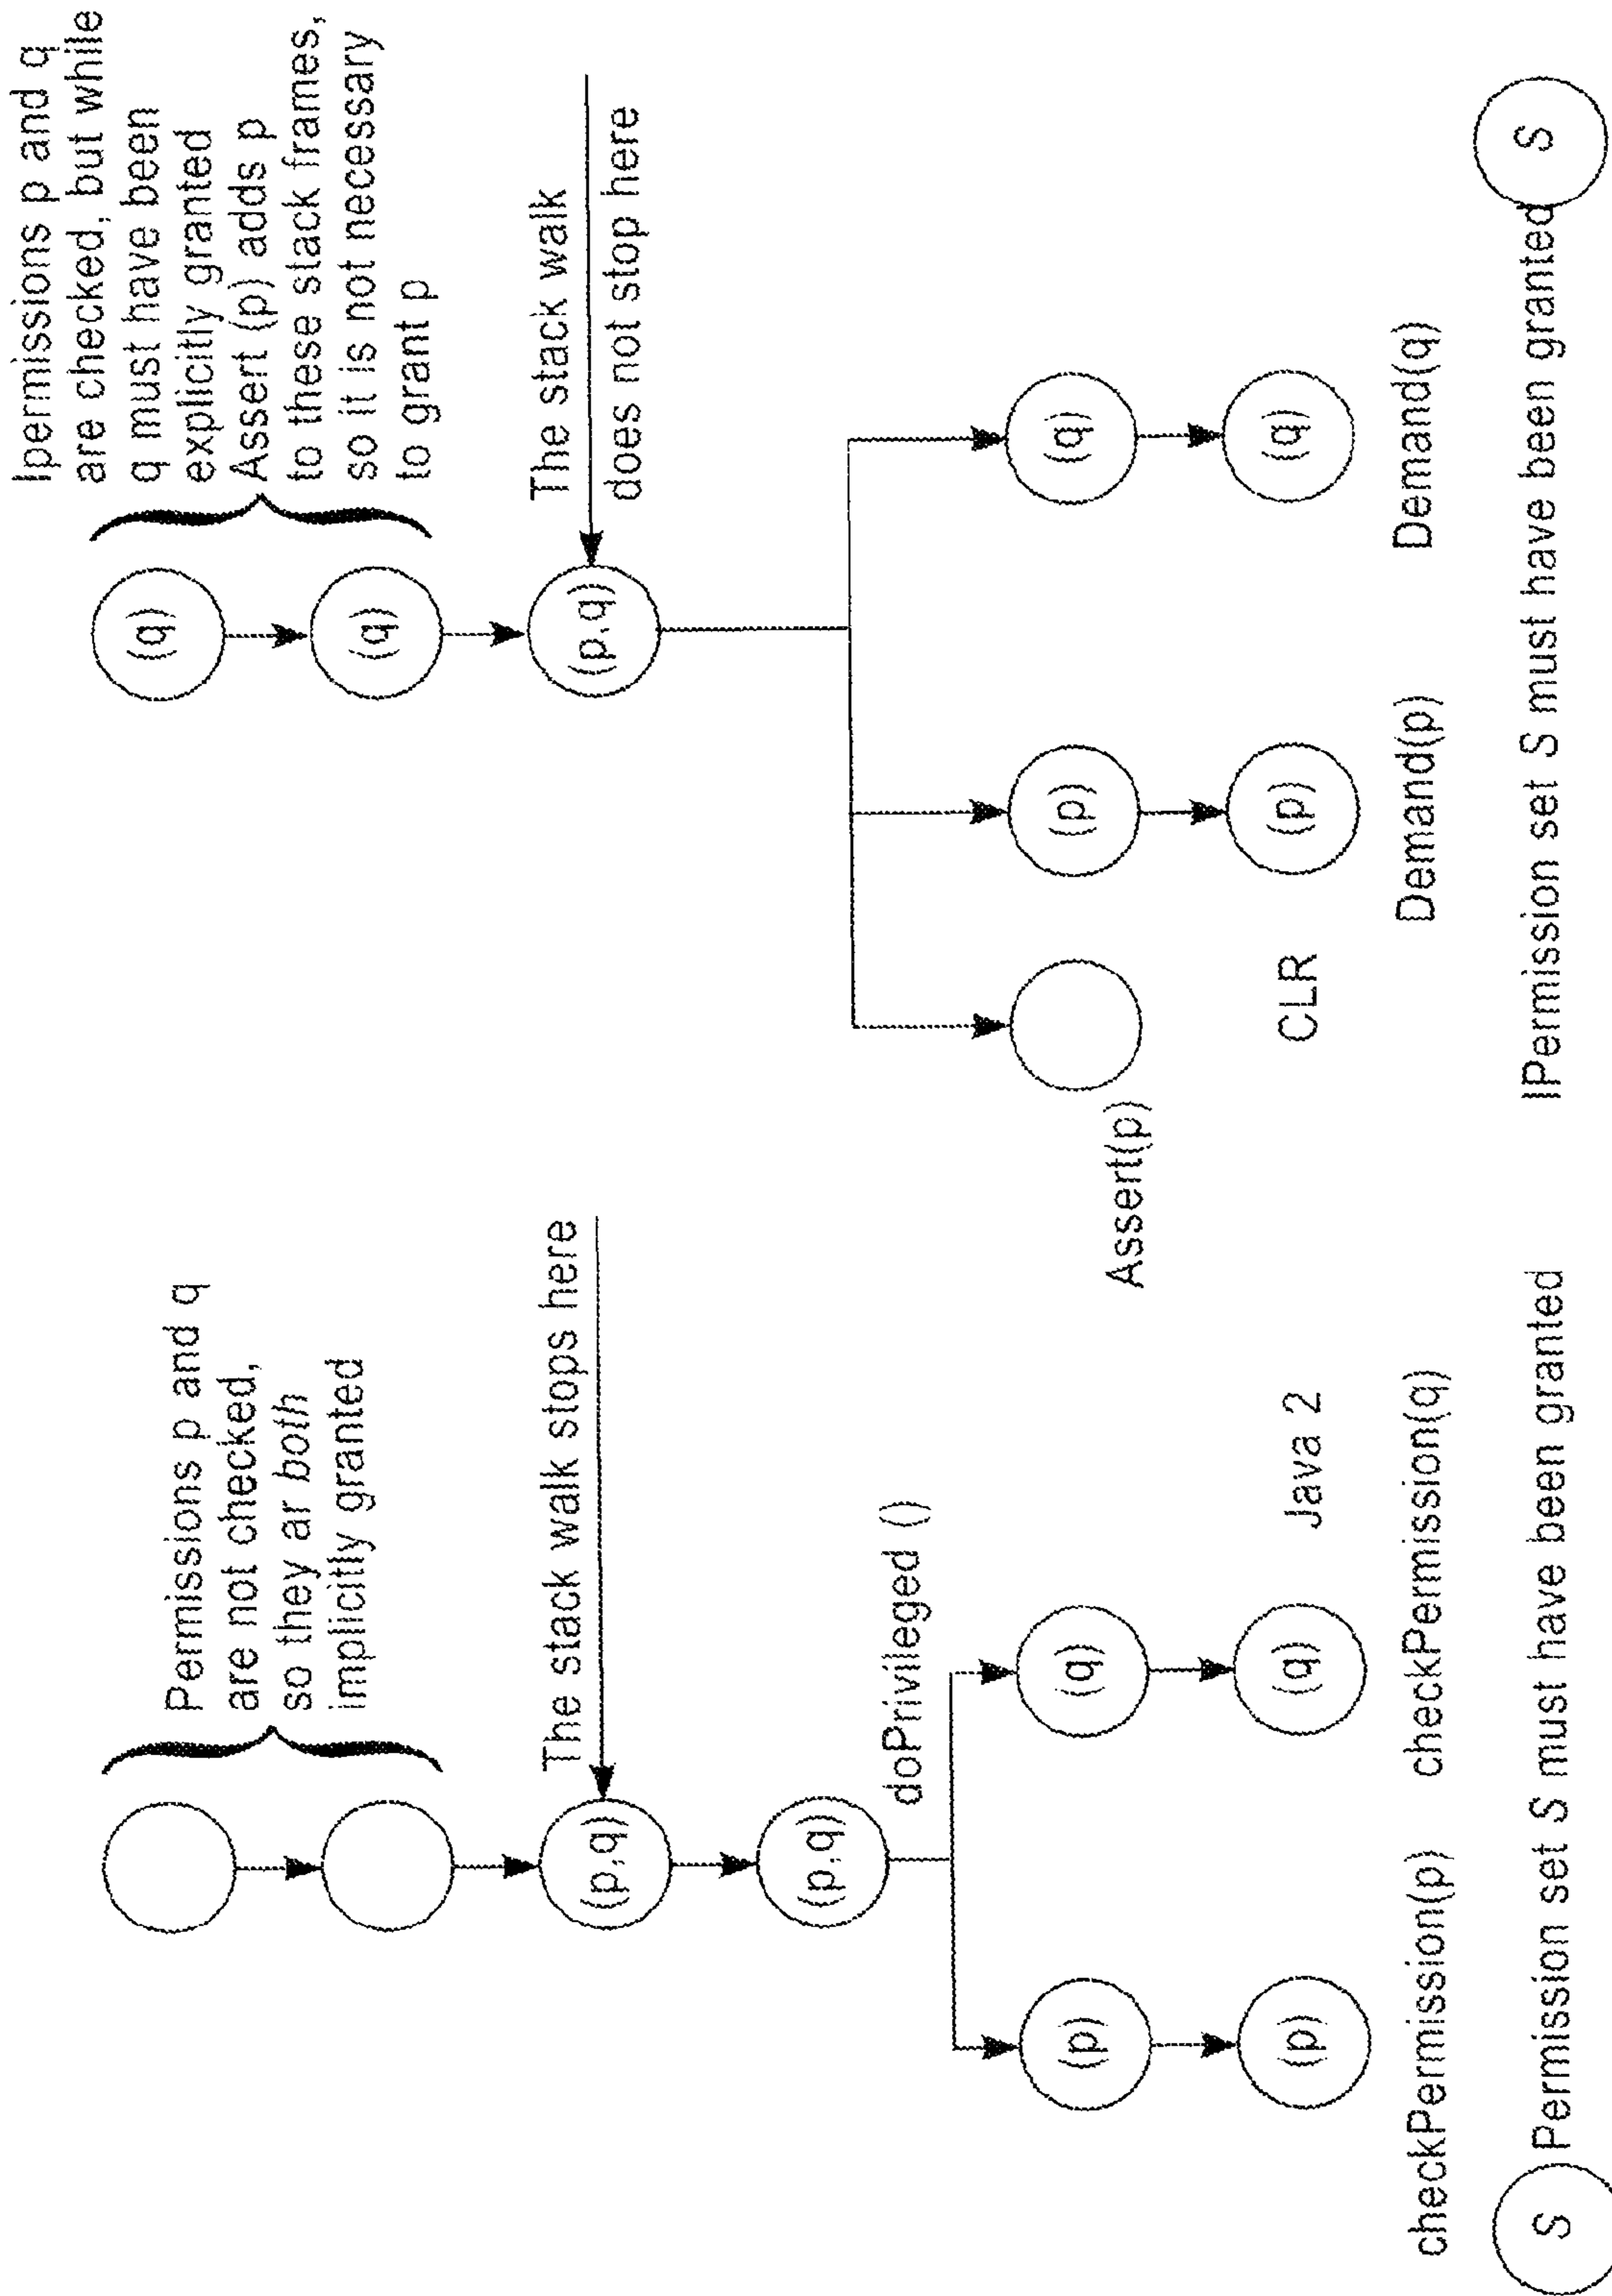 Permissions p and q
are not checked,
so they ar both
implicitly granted
The stack walk stops here
(p,q)
(p,q)
doPrivileged ()
(p)
(q)
(p)
(q)
Java 2
checkPermission(p)
checkPermission(q)
S
Permission set S must have been granted
Ipermissions p and q
are checked, but while
q must have been
explicitly granted
Assert (p) adds p
to these stack frames,
so it is not necessary
to grant p
(q)
(q)
The stack walk
does not stop here
(p,q)
Assert(p)
(p)
(q)
CLR
(p)
(q)
Demand(p)
Demand(q)
IPermission set S must have been granted
S